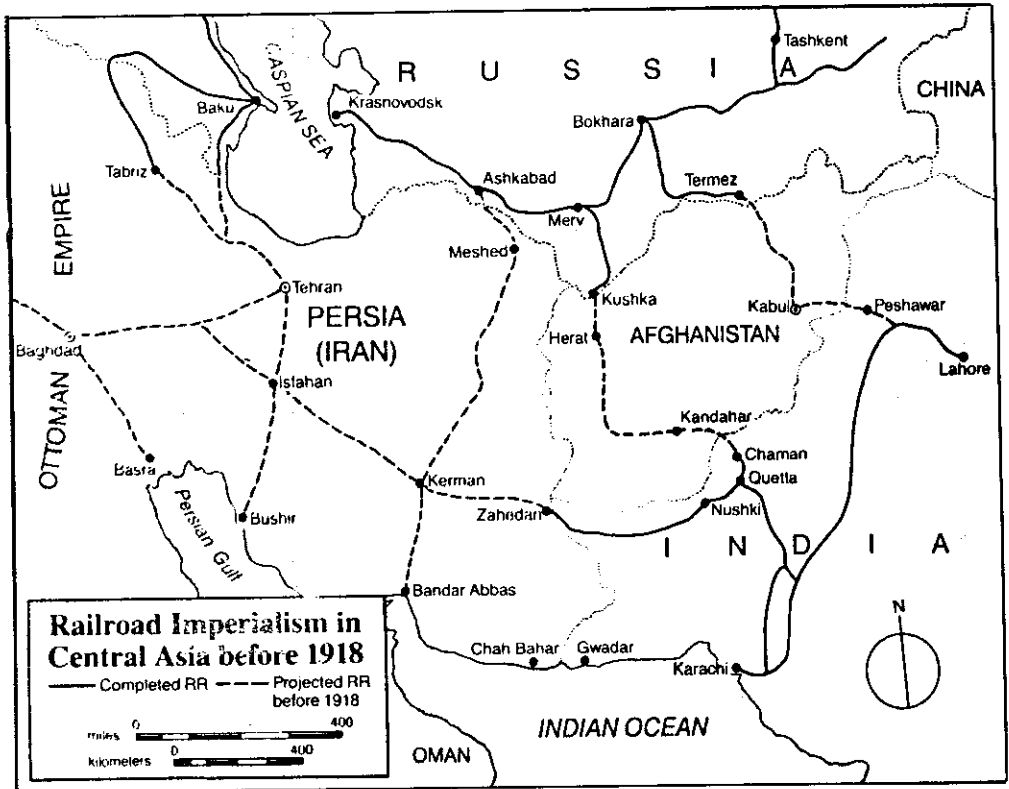 Tashkent
R U S S I A
CHINA
CASPIAN SEA
Baku
Krasnovodsk
Bokhara
Tabriz
Ashkabad
Termez
Merv
EMPIRE
Meshed
Tehran
Kushka
Kabul
Peshawar
PERSIA
(IRAN)
Herat
AFGHANISTAN
Baghdad
Lahore
Isfahan
OTTOMAN
Kandahar
Chaman
Basra
Kerman
Quetta
Persian Gulf
Bushir
Zahedan
Nushki
I N D I A
Bandar Abbas
Railroad Imperialism in
Central Asia before 1918
Completed RR
Projected RR
before 1918
miles
0
400
kilometers
0
400
Chah Bahar
Gwadar
Karachi
N
INDIAN OCEAN
OMAN